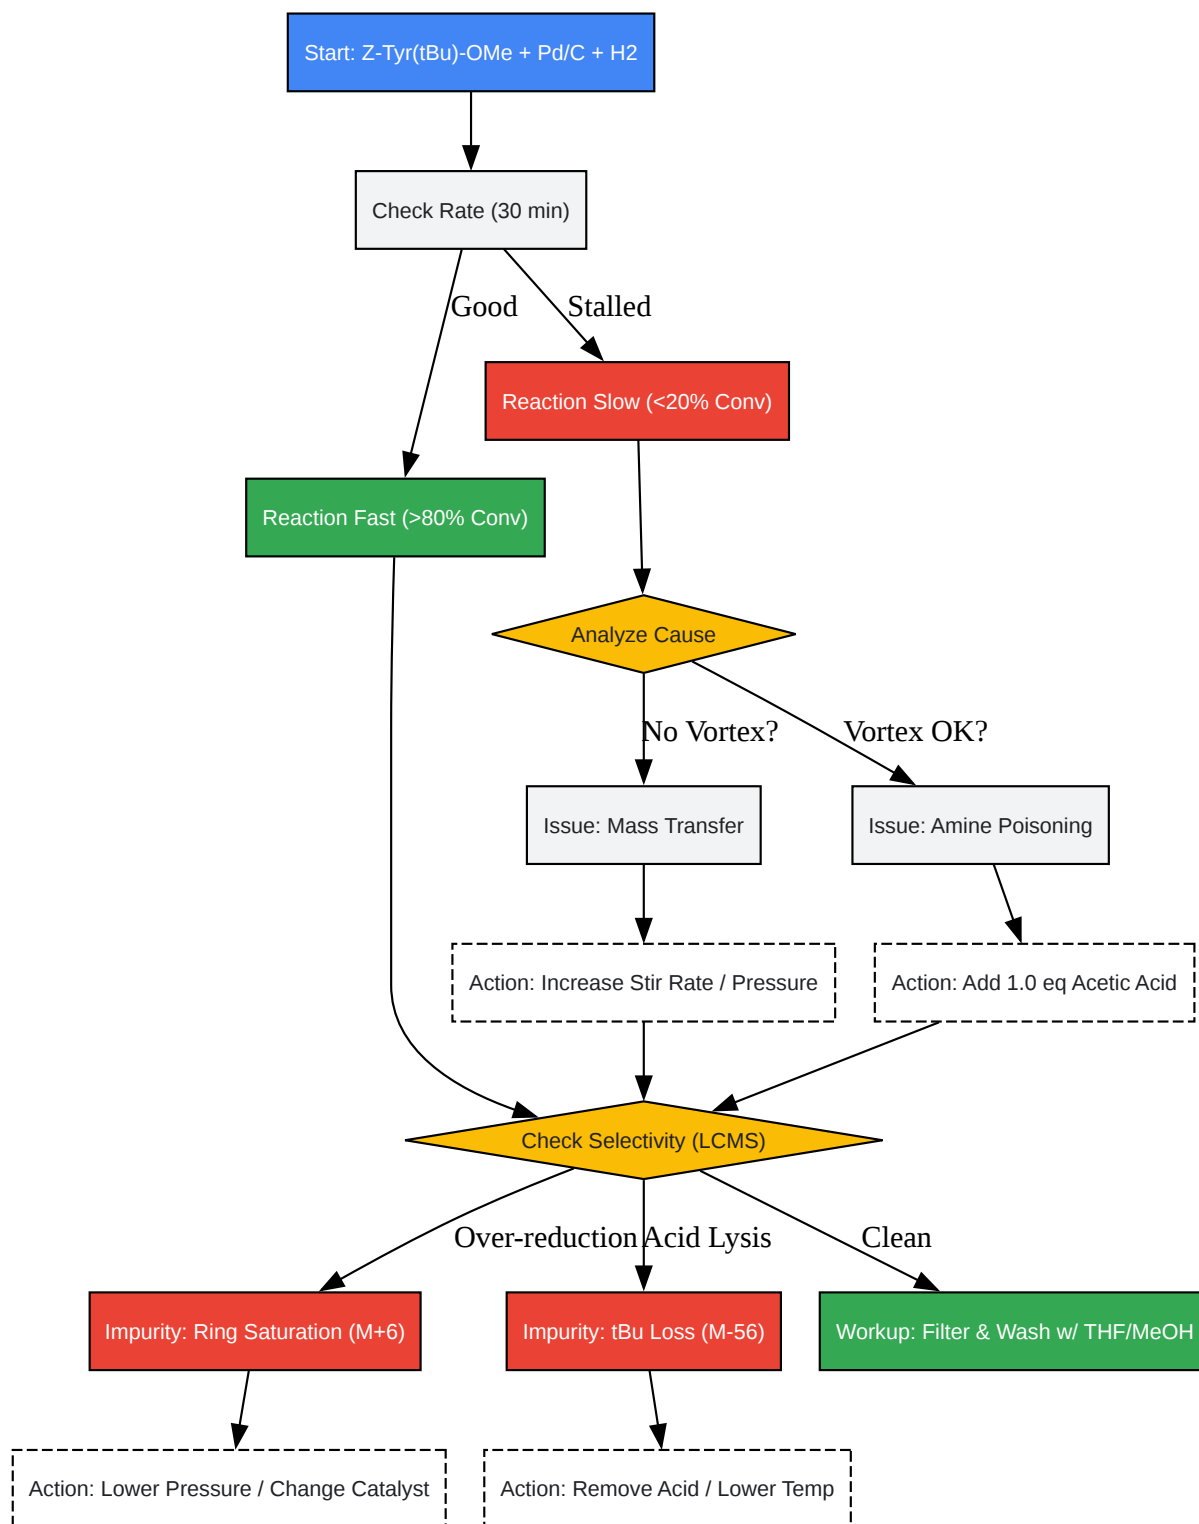 Start: Z-Tyr(tBu)-OMe + Pd/C + H2
Check Rate (30 min)
Good
Stalled
Reaction Slow (<20% Conv)
Reaction Fast (>80% Conv)
Analyze Cause
No Vortex?
Vortex OK?
Issue: Mass Transfer
Issue: Amine Poisoning
Action: Increase Stir Rate / Pressure
Action: Add 1.0 eq Acetic Acid
Check Selectivity (LCMS)
Over-reduction
Acid Lysis
Clean
Impurity: Ring Saturation (M+6)
Impurity: tBu Loss (M-56)
Workup: Filter & Wash w/ THF/MeOH
Action: Lower Pressure / Change Catalyst
Action: Remove Acid / Lower Temp